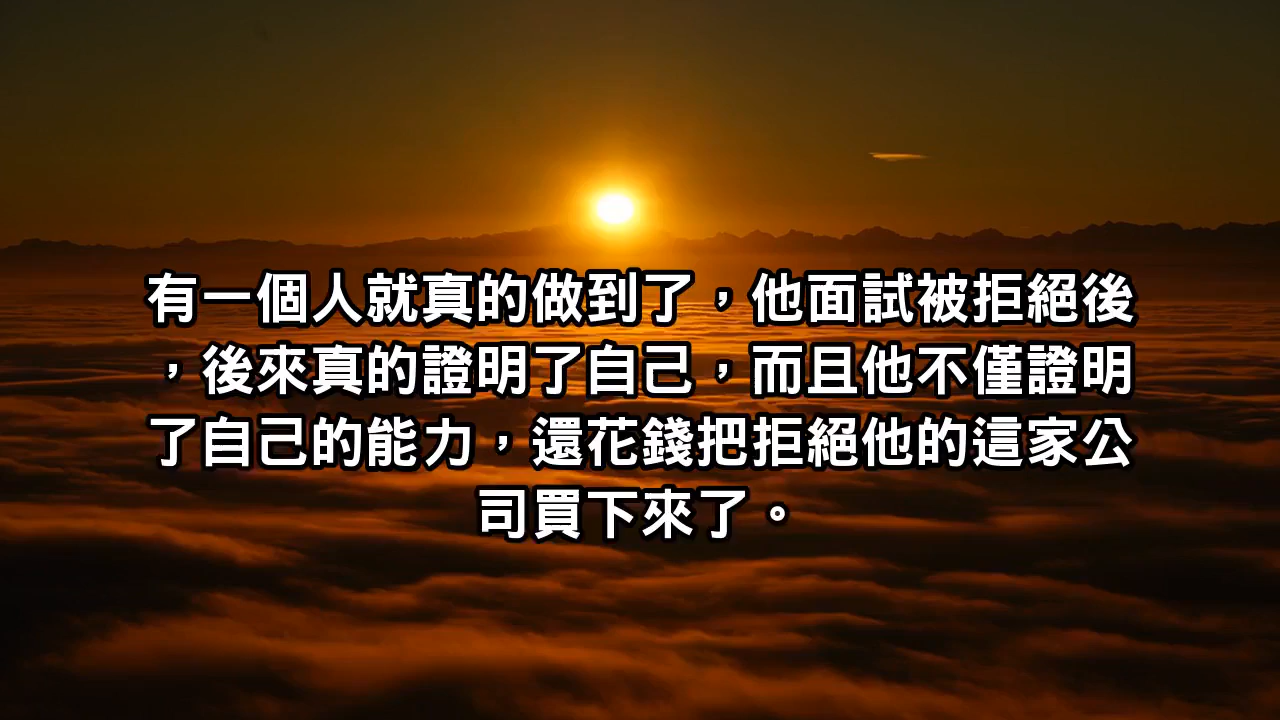 有一個人就真的做到了，他面試被拒絕後
，後來真的證明了自己，而且他不僅證明
了自己的能力，還花錢把拒絕他的這家公
司買下來了。